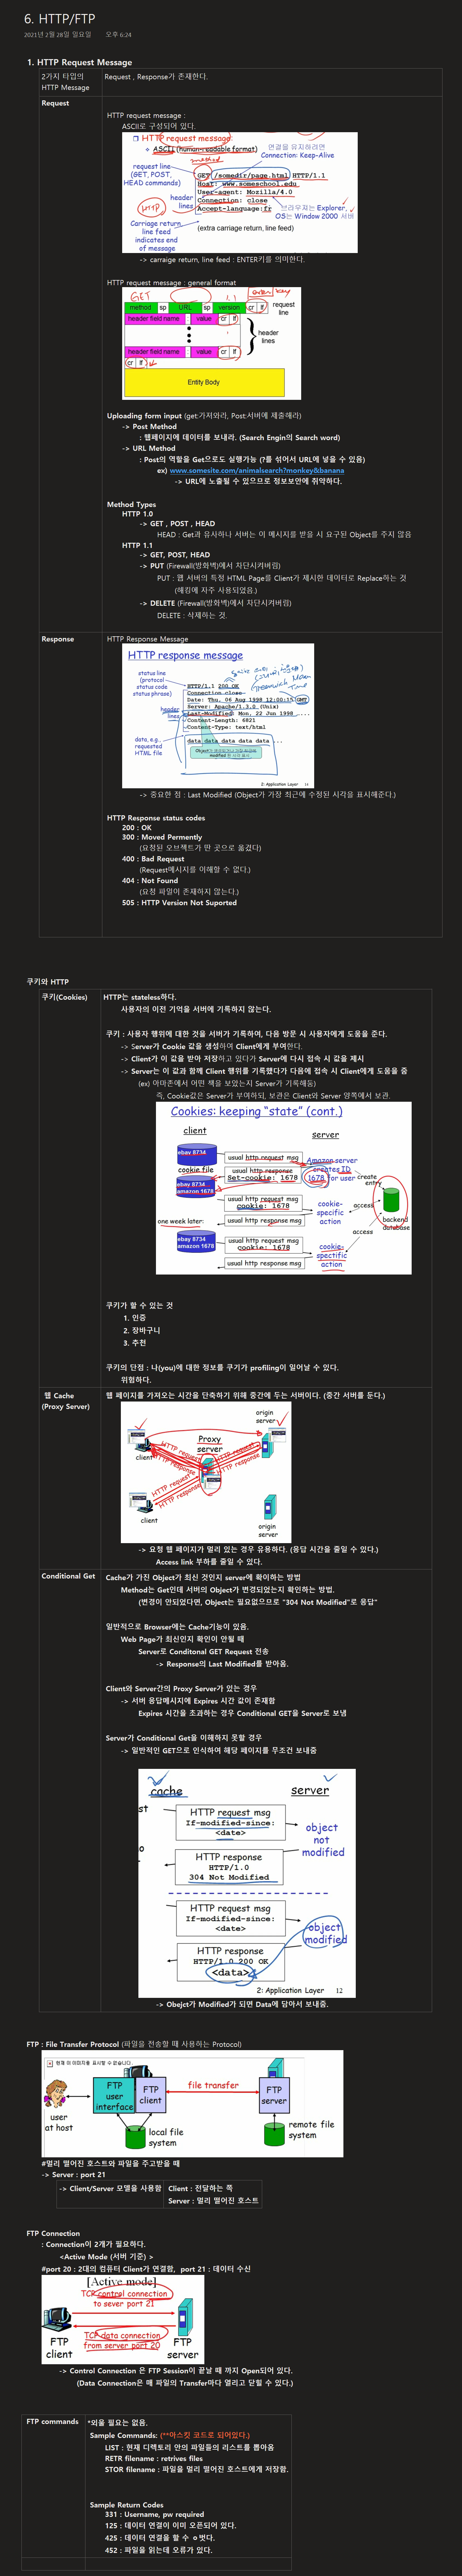 6. HTTP/FTP
2021년 2월 28일 일요일 오후 6:24
1. HTTP Request Message
2가지 타입의
HTTP Message
Request , Response가 존재한다.
Request
HTTP request message :
ASCII로 구성되어 있다.
HTTP request message:
ASCII (human-readable format)
method
연결을 유지하려면
Connection: Keep-Alive
request line
(GET, POST,
HEAD commands)
GET /somedir/page.html HTTP/1.1
Host: www.someschool.edu
User-agent: Mozilla/4.0
Connection: close
Accept-language:fr
header
lines
HTTP
브라우저는 Explorer,
OS는 Window 2000 서버
Carriage return,
line feed
indicates end
of message
(extra carriage return, line feed)
-> carraige return, line feed : ENTER키를 의미한다.
HTTP request message : general format
GET
1.1
enter key
method sp URL sp version cr lf
request
line
header field name : value cr lf
header
lines
header field name : value cr lf
cr lf
Entity Body
Uploading form input (get:가져와라, Post:서버에 제출해라)
-> Post Method
: 웹페이지에 데이터를 보내라. (Search Engin의 Search word)
-> URL Method
: Post의 역할을 Get으로도 실행가능 (?를 섞어서 URL에 넣을 수 있음)
ex) www.somesite.com/animalsearch?monkey&banana
-> URL에 노출될 수 있으므로 정보보안에 취약하다.
Method Types
HTTP 1.0
-> GET , POST , HEAD
HEAD : Get과 유사하나 서버는 이 메시지를 받을 시 요구된 Object를 주지 않음
HTTP 1.1
-> GET, POST, HEAD
-> PUT (Firewall(방화벽)에서 차단시켜버림)
PUT : 웹 서버의 특정 HTML Page를 Client가 제시한 데이터로 Replace하는 것
(해킹에 자주 사용되었음.)
-> DELETE (Firewall(방화벽)에서 차단시켜버림)
DELETE : 삭제하는 것.
Response
HTTP Response Message
HTTP response message
status line
(protocol
status code
status phrase)
HTTP/1.1 200 OK
Connection close
Date: Thu, 06 Aug 1998 12:00:15 GMT
Server: Apache/1.3.0 (Unix)
Last-Modified: Mon, 22 Jun 1998 ....
Content-Length: 6821
Content-Type: text/html
header
lines
data, e.g.,
requested
HTML file
data data data data data ...
2: Application Layer 14
-> 중요한 점 : Last Modified (Object가 가장 최근에 수정된 시각을 표시해준다.)
HTTP Response status codes
200 : OK
300 : Moved Permently
(요청된 오브젝트가 딴 곳으로 옮겼다)
400 : Bad Request
(Request메시지를 이해할 수 없다.)
404 : Not Found
(요청 파일이 존재하지 않는다.)
505 : HTTP Version Not Suported
쿠키와 HTTP
쿠키(Cookies)
HTTP는 stateless하다.
사용자의 이전 기억을 서버에 기록하지 않는다.
쿠키 : 사용자 행위에 대한 것을 서버가 기록하여, 다음 방문 시 사용자에게 도움을 준다.
-> Server가 Cookie 값을 생성하여 Client에게 부여한다.
-> Client가 이 값을 받아 저장하고 있다가 Server에 다시 접속 시 값을 제시
-> Server는 이 값과 함께 Client 행위를 기록했다가 다음에 접속 시 Client에게 도움을 줌
(ex) 아마존에서 어떤 책을 보았는지 Server가 기록해둠)
즉, Cookie값은 Server가 부여하되, 보관은 Client와 Server 양쪽에서 보관.
Cookies: keeping “state” (cont.)
client
server
ebay 8734
usual http request msg
Amazon server
creates ID
1678 for user
cookie file
usual http response
Set-cookie: 1678
create
entry
ebay 8734
amazon 1678
usual http request msg
cookie: 1678
cookie-
specific
action
access
usual http response msg
backend
database
one week later:
access
ebay 8734
amazon 1678
usual http request msg
cookie: 1678
cookie-
spectific
action
usual http response msg
쿠키가 할 수 있는 것
1. 인증
2. 장바구니
3. 추천
쿠키의 단점 : 나(you)에 대한 정보를 쿠기가 profiling이 일어날 수 있다.
위험하다.
웹 Cache
(Proxy Server)
웹 페이지를 가져오는 시간을 단축하기 위해 중간에 두는 서버이다. (중간 서버를 둔다.)
origin
server
Proxy
server
client
HTTP request
HTTP response
HTTP request
HTTP response
HTTP request
HTTP response
client
origin
server
-> 요청 웹 페이지가 멀리 있는 경우 유용하다. (응답 시간을 줄일 수 있다.)
Access link 부하를 줄일 수 있다.
Conditional Get
Cache가 가진 Object가 최신 것인지 server에 확이하는 방법
Method는 Get인데 서버의 Object가 변경되었는지 확인하는 방법.
(변경이 안되었다면, Object는 필요없으므로 "304 Not Modified"로 응답"
일반적으로 Browser에는 Cache기능이 있음.
Web Page가 최신인지 확인이 안될 때
Server로 Conditonal GET Request 전송
-> Response의 Last Modified를 받아옴.
Client와 Server간의 Proxy Server가 있는 경우
-> 서버 응답메시지에 Expires 시간 값이 존재함
Expires 시간을 초과하는 경우 Conditional GET을 Server로 보냄
Server가 Conditional Get을 이해하지 못할 경우
-> 일반적인 GET으로 인식하여 해당 페이지를 무조건 보내줌
cache
server
st
HTTP request msg
If-modified-since:
<date>
object
not
modified
o
HTTP response
HTTP/1.0
304 Not Modified
HTTP request msg
If-modified-since:
<date>
object
modified
HTTP response
HTTP/1.0 200 OK
<data>
2: Application Layer 12
-> Obejct가 Modified가 되면 Data에 담아서 보내줌.
FTP : File Transfer Protocol (파일을 전송할 때 사용하는 Protocol)
현재 이 이미지를 표시할 수 없습니다.
FTP
user
interface
FTP
client
file transfer
FTP
server
user
at host
local file
system
remote file
system
#멀리 떨어진 호스트와 파일을 주고받을 때
-> Server : port 21
-> Client/Server 모델을 사용함
Client : 전달하는 쪽
Server : 멀리 떨어진 호스트
FTP Connection
: Connection이 2개가 필요하다.
<Active Mode (서버 기준) >
#port 20 : 2대의 컴퓨터 Client가 연결함, port 21 : 데이터 수신
[Active mode]
TCP control connection
to sever port 21
TCP data connection
from server port 20
FTP
client
FTP
server
-> Control Connection 은 FTP Session이 끝날 때 까지 Open되어 있다.
(Data Connection은 매 파일의 Transfer마다 열리고 닫힐 수 있다.)
FTP commands
*외울 필요는 없음.
Sample Commands: (**아스킷 코드로 되어있다.)
LIST : 현재 디렉토리 안의 파일들의 리스트를 뽑아옴
RETR filename : retrives files
STOR filename : 파일을 멀리 떨어진 호스트에게 저장함.
Sample Return Codes
331 : Username, pw required
125 : 데이터 연결이 이미 오픈되어 있다.
425 : 데이터 연결을 할 수 ㅇ벗다.
452 : 파일을 읽는데 오류가 있다.